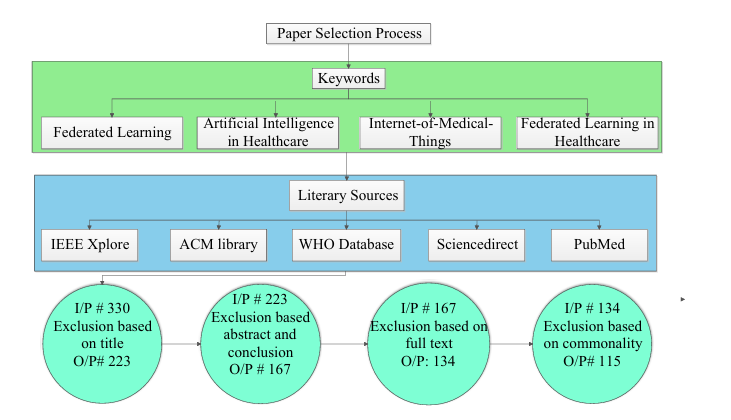 Paper Selection Process
Keywords
Federated Learning
Artificial Intelligence
in Healthcare
Internet-of-Medical-
Things
Federated Learning in
Healthcare
Literary Sources
IEEE Xplore
ACM library
WHO Database
Sciencedirect
PubMed
I/P # 330
Exclusion based
on title
O/P# 223
I/P # 223
Exclusion based
abstract and
conclusion
O/P # 167
I/P # 167
Exclusion based on
full text
O/P: 134
I/P # 134
Exclusion based
on commonality
O/P# 115